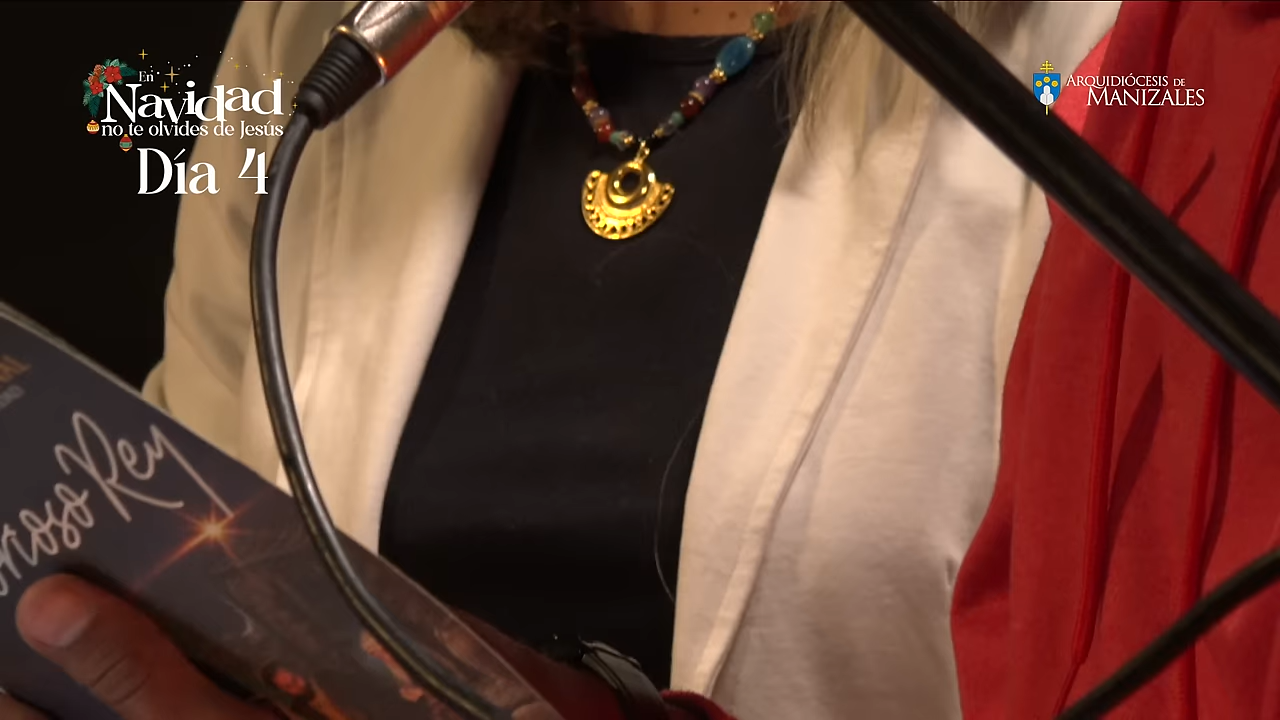 En
Navidad
no te olvides de Jesús
Día 4
ARQUIDIÓCESIS DE
MANIZALES
Rey